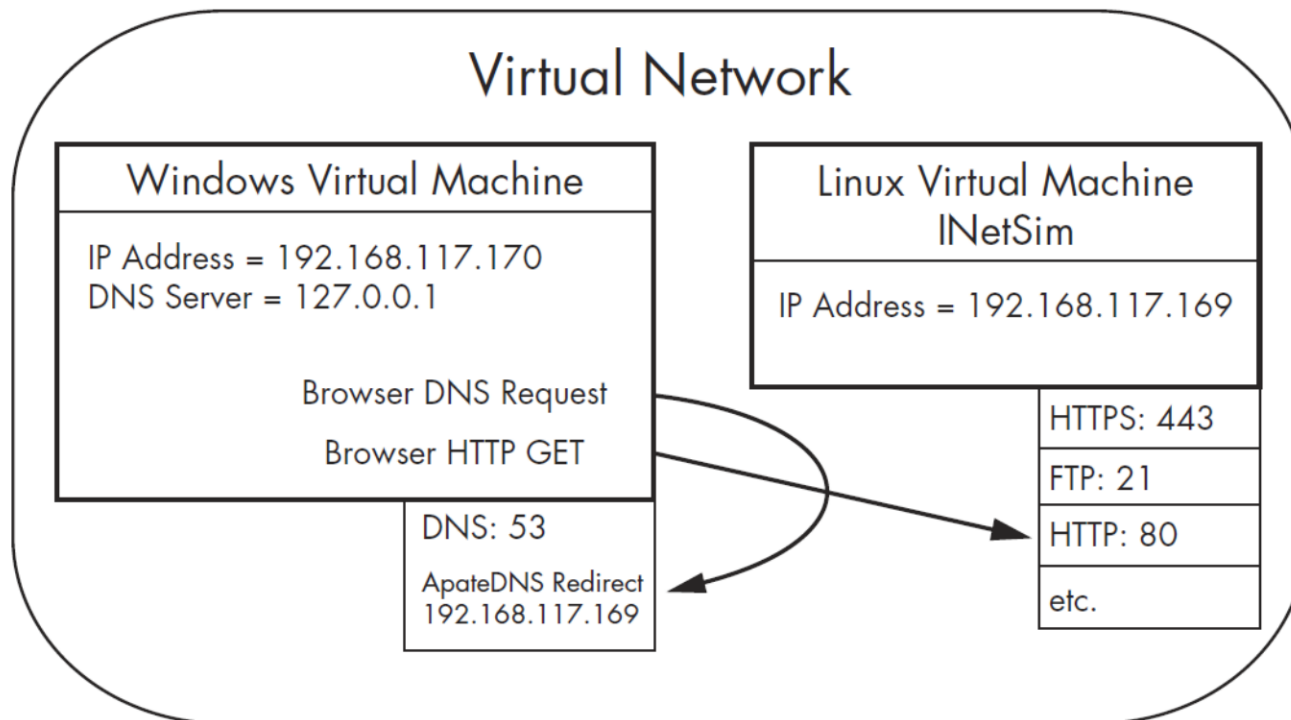 Virtual Network
Windows Virtual Machine
IP Address = 192.168.117.170
DNS Server = 127.0.0.1
Browser DNS Request
Browser HTTP GET
DNS: 53
ApateDNS Redirect
192.168.117.169
Linux Virtual Machine
INetSim
IP Address = 192.168.117.169
HTTPS: 443
FTP: 21
HTTP: 80
etc.